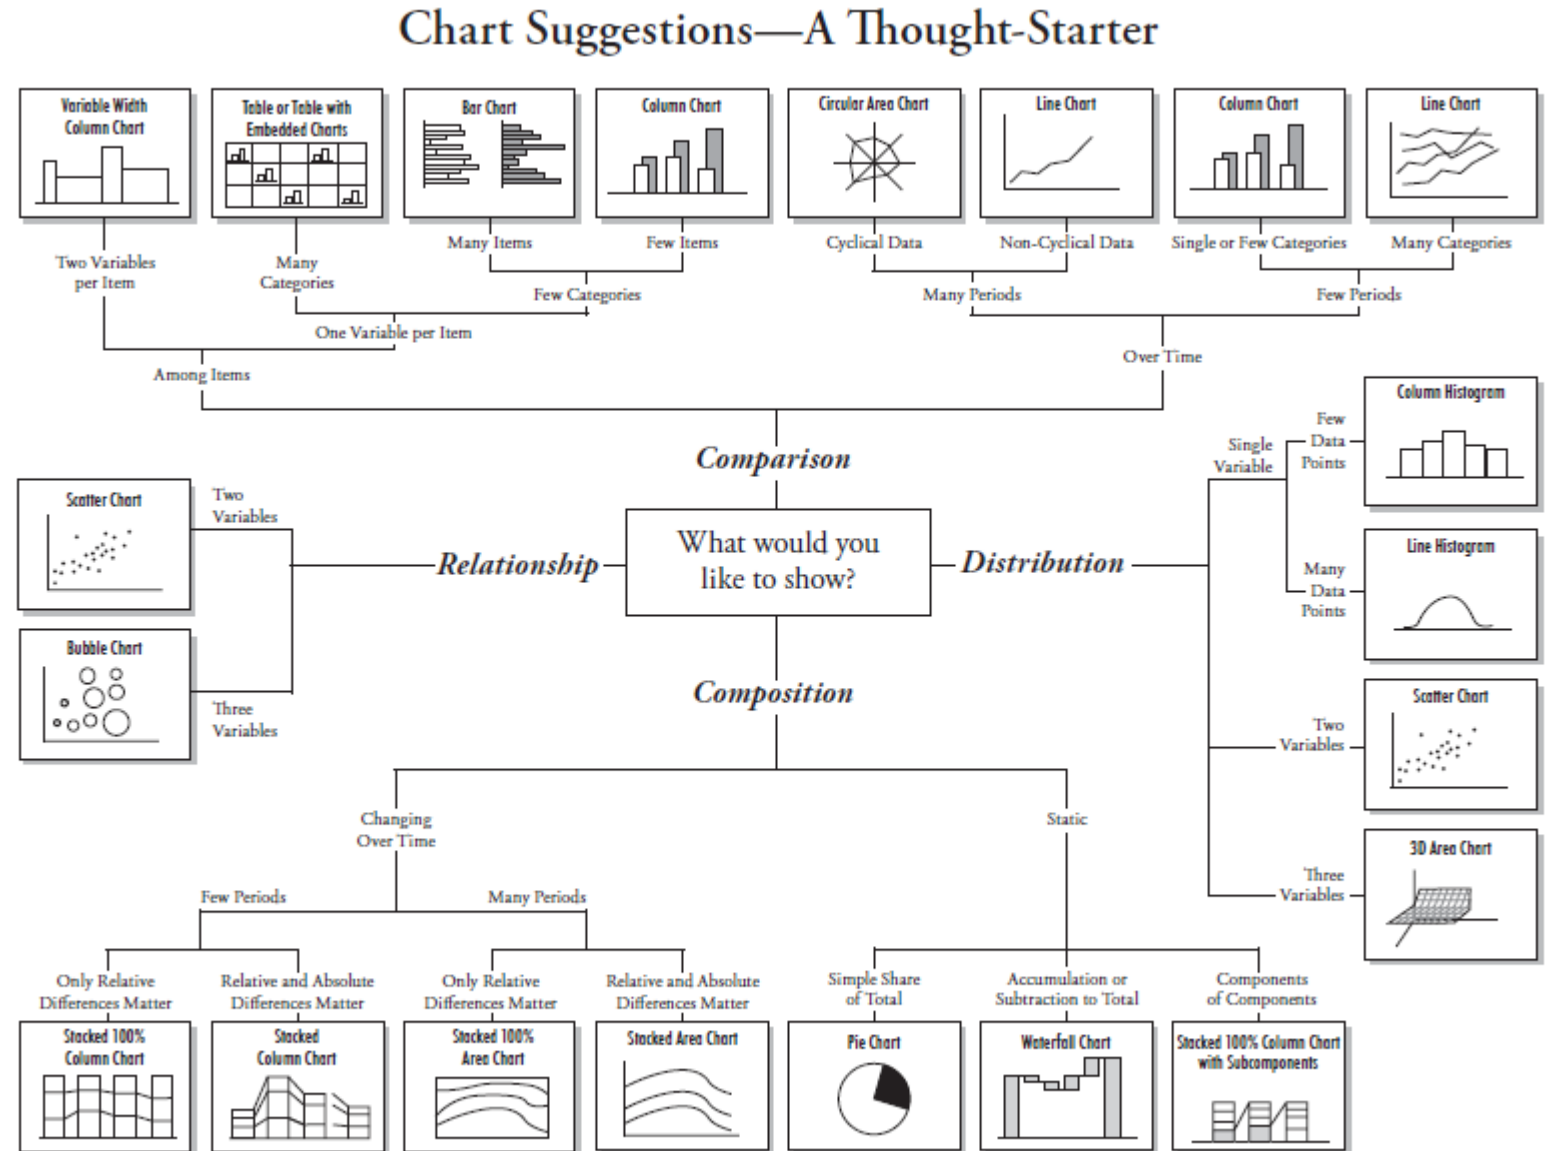 Chart Suggestions—A Thought-Starter
Variable Width
Column Chart
Table or Table with
Embedded Charts
Bar Chart
Column Chart
Circular Area Chart
Line Chart
Column Chart
Line Chart
Two Variables
per Item
Many
Categories
Many Items
Few Items
Cyclical Data
Non-Cyclical Data
Single or Few Categories
Many Categories
Few Categories
Many Periods
Few Periods
One Variable per Item
Over Time
Among Items
Comparison
Scatter Chart
Two
Variables
Bubble Chart
Three
Variables
Relationship
What would you
like to show?
Distribution
Single
Variable
Few
Data
Points
Column Histogram
Many
Data
Points
Line Histogram
Two
Variables
Scatter Chart
Three
Variables
3D Area Chart
Composition
Changing
Over Time
Static
Few Periods
Many Periods
Only Relative
Differences Matter
Relative and Absolute
Differences Matter
Only Relative
Differences Matter
Relative and Absolute
Differences Matter
Simple Share
of Total
Accumulation or
Subtraction to Total
Components
of Components
Stacked 100%
Column Chart
Stacked
Column Chart
Stacked 100%
Area Chart
Stacked Area Chart
Pie Chart
Waterfall Chart
Stacked 100% Column Chart
with Subcomponents